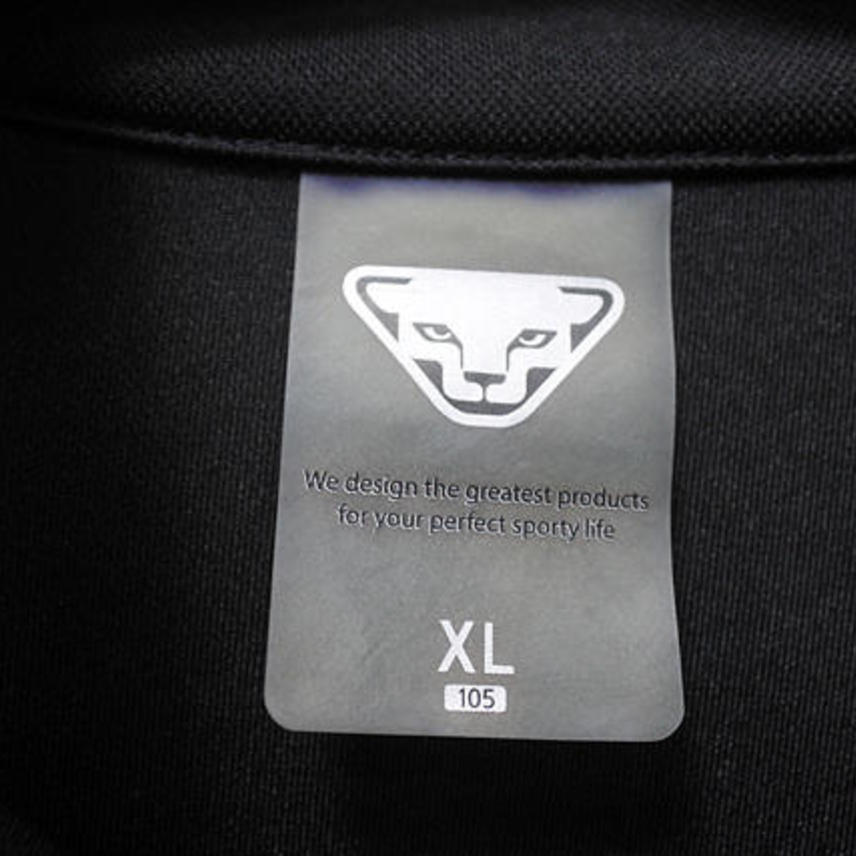 We design the greatest products
for your perfect sporty life
XL
105